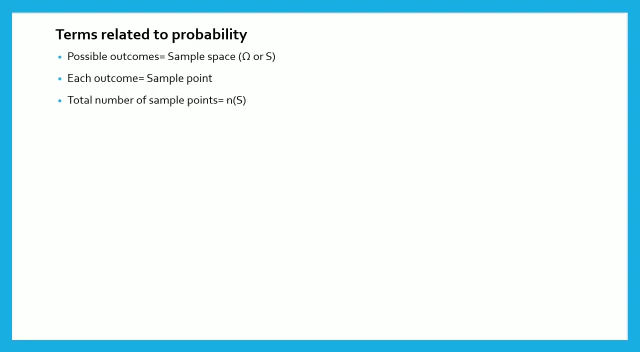 Terms related to probability
• Possible outcomes= Sample space (Ω or S)
• Each outcome= Sample point
• Total number of sample points= n(S)